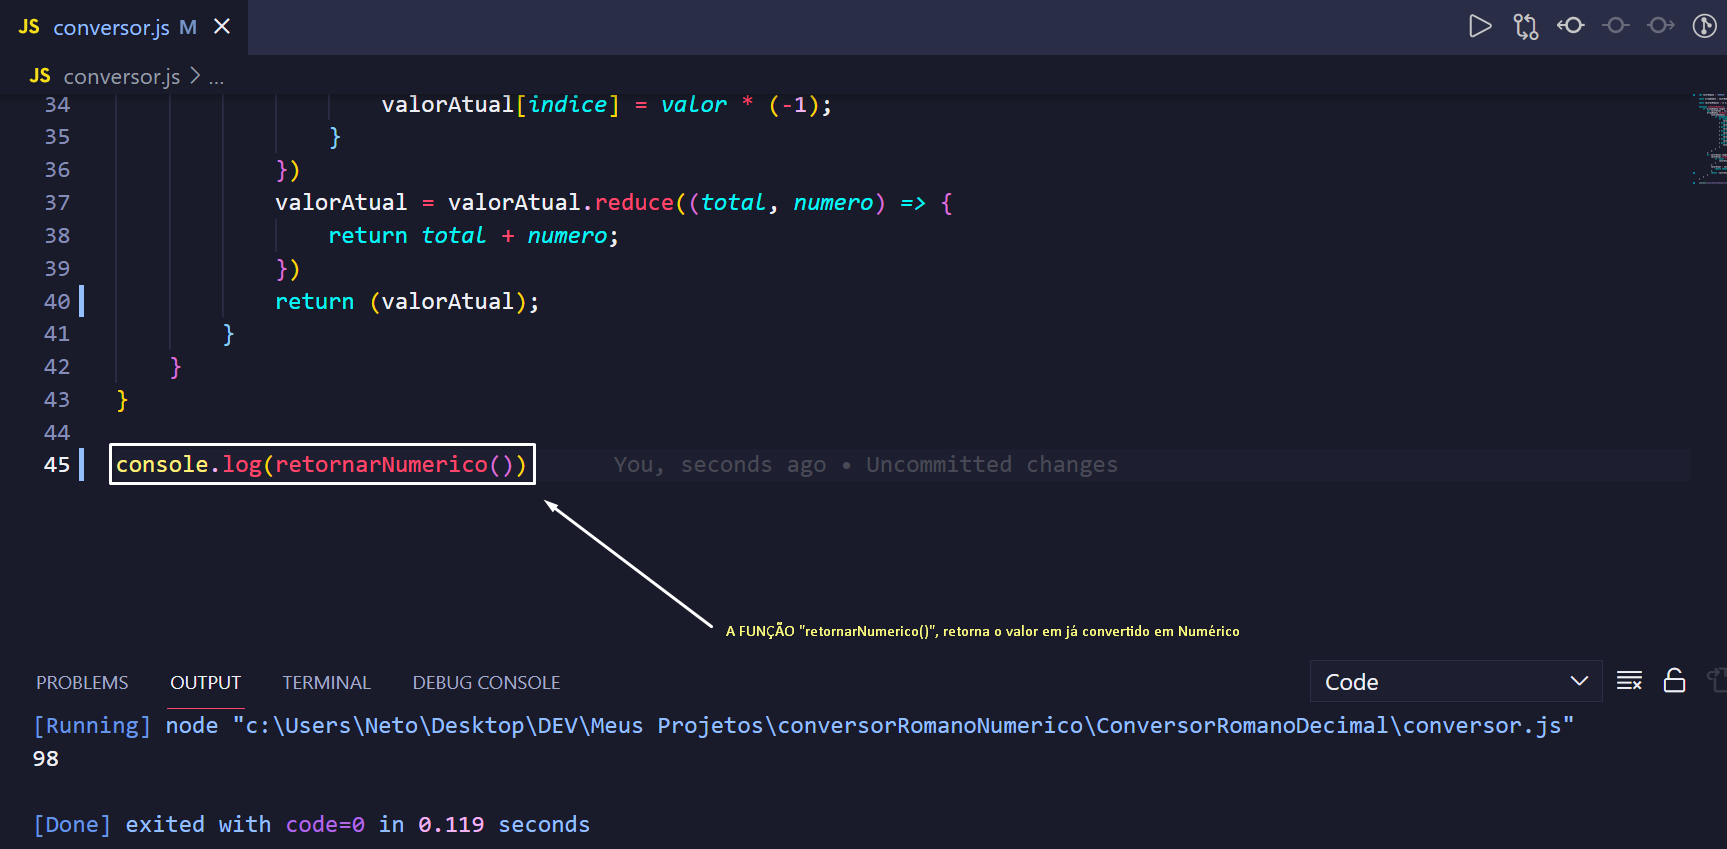 JS conversor.js M
JS conversor.js > ...
34 valorAtual[indice] = valor * (-1);
35 }
36 })
37 valorAtual = valorAtual.reduce((total, numero) => {
38 return total + numero;
39 })
40 return (valorAtual);
41 }
42 }
43 }
44
45 console.log(retornarNumerico()) You, seconds ago • Uncommitted changes
A FUNÇÃO "retornarNumerico()", retorna o valor em já convertido em Numérico
PROBLEMS OUTPUT TERMINAL DEBUG CONSOLE Code
[Running] node "c:\Users\Neto\Desktop\DEV\Meus Projetos\conversorRomanoNumerico\ConversorRomanoDecimal\conversor.js"
98
[Done] exited with code=0 in 0.119 seconds